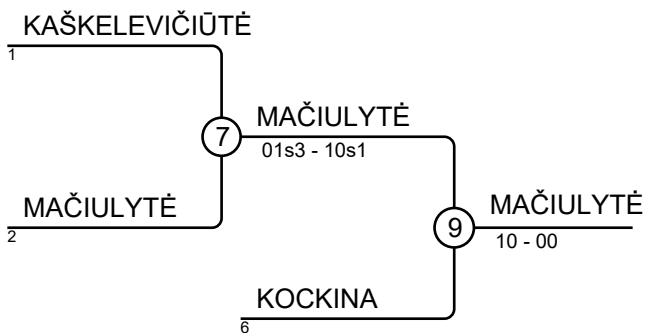 KAŠKELEVIČIŪTĖ
1
7
MAČIULYTĖ
01s3 - 10s1
MAČIULYTĖ
2
9
MAČIULYTĖ
10 - 00
KOCKINA
6